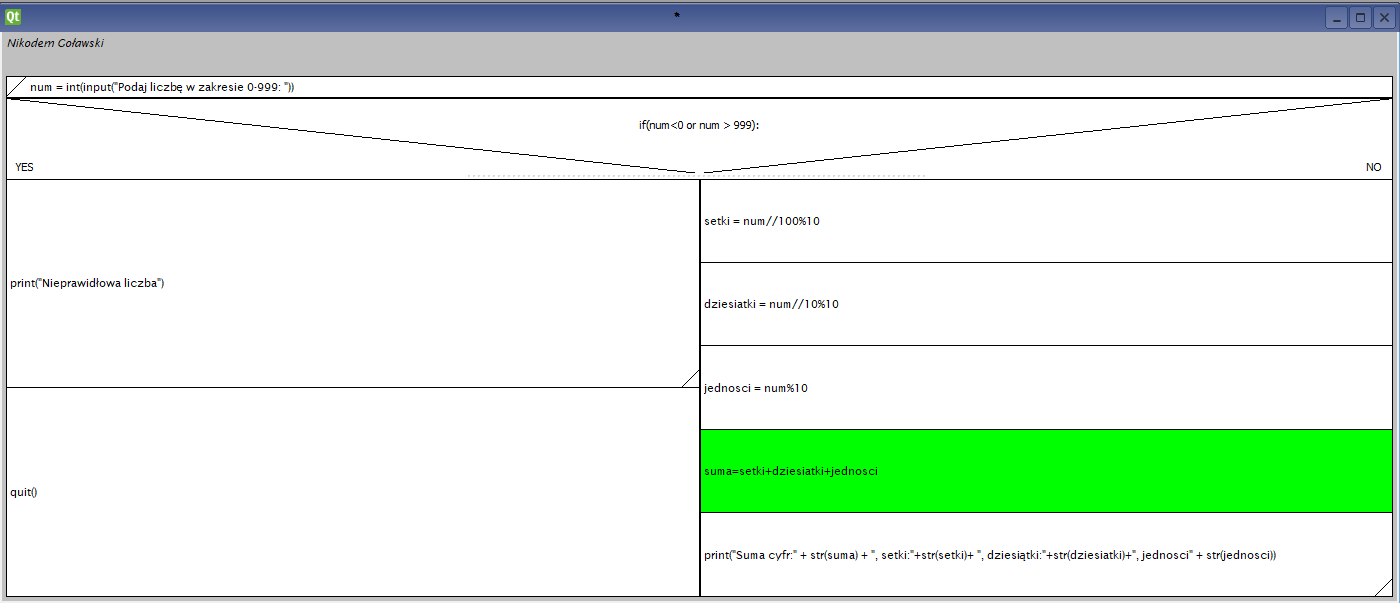 Qt
*
Nikodem Goławski
num = int(input("Podaj liczbę w zakresie 0-999: "))
if(num<0 or num > 999):
YES
NO
print("Nieprawidłowa liczba")
quit()
setki = num//100%10
dziesiatki = num//10%10
jednosci = num%10
suma=setki+dziesiatki+jednosci
print("Suma cyfr:" + str(suma) + ", setki:"+str(setki)+ ", dziesiątki:"+str(dziesiatki)+", jednosci" + str(jednosci))